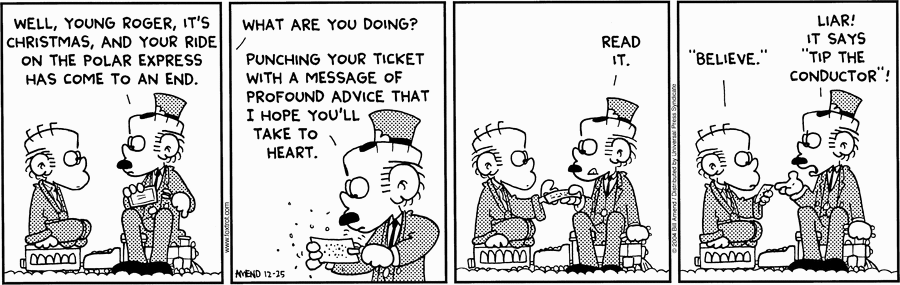 WELL, YOUNG ROGER, IT'S
CHRISTMAS, AND YOUR RIDE
ON THE POLAR EXPRESS
HAS COME TO AN END.
WHAT ARE YOU DOING?
PUNCHING YOUR TICKET
WITH A MESSAGE OF
PROFOUND ADVICE THAT
I HOPE YOU'LL
TAKE TO
HEART.
www.foxtrot.com
AMEND 12-25
READ
IT.
"BELIEVE."
LIAR!
IT SAYS
"TIP THE
CONDUCTOR"!
© 2004 Bill Amend / Distributed by Universal Press Syndicate